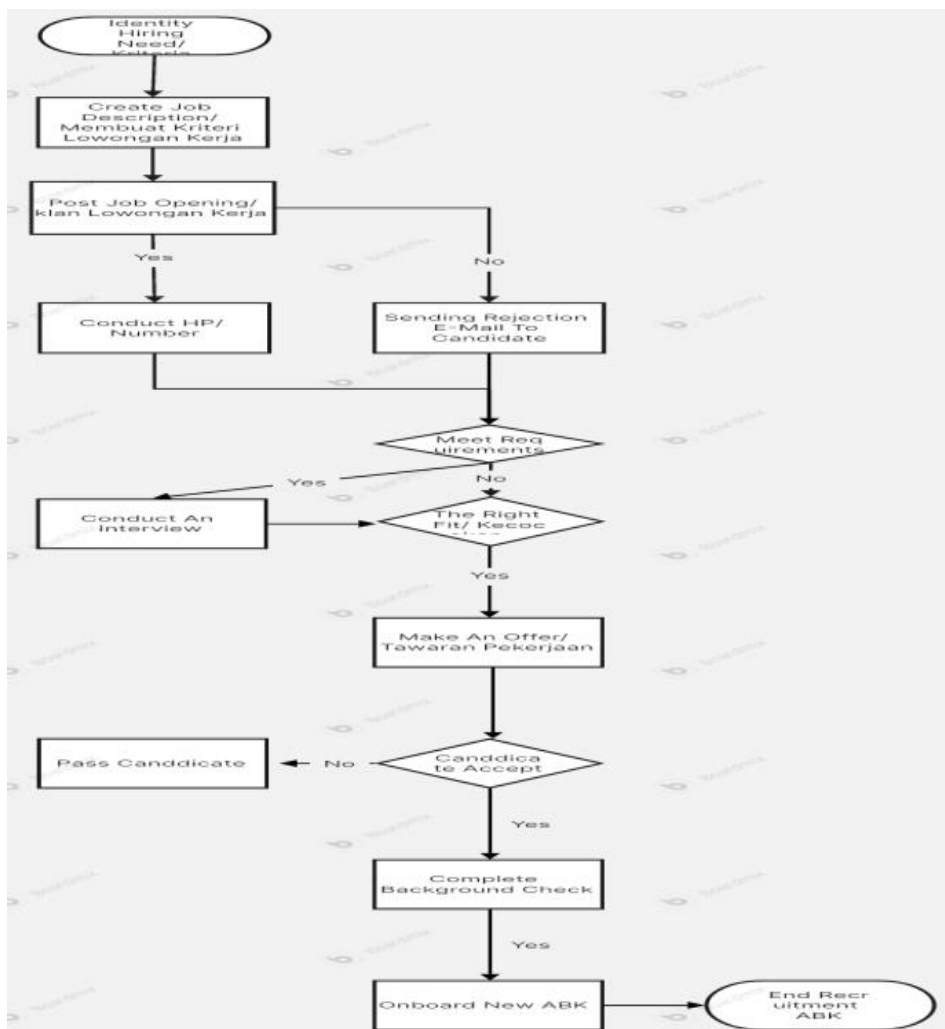 Identity
Hiring
Need/
Kriteria
Create Job
Description/
Membuat Kriteri
Lowongan Kerja
Post Job Opening/
klan Lowongan Kerja
Yes
No
Conduct HP/
Number
Sending Rejection
E-Mail To
Candidate
Meet Req
uirements
Yes
No
Conduct An
Interview
The Right
Fit/ Kecoc
Yes
Make An Offer/
Tawaran Pekerjaan
Pass Canddicate
No
Canddica
te Accept
Yes
Complete
Background Check
Yes
Onboard New ABK
End Recr
uitment
ABK